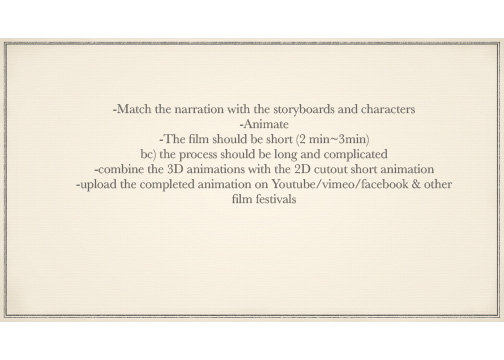 -Match the narration with the storyboards and characters
-Animate
-The film should be short (2 min~3min)
bc) the process should be long and complicated
-combine the 3D animations with the 2D cutout short animation
-upload the completed animation on Youtube/vimeo/facebook & other
film festivals